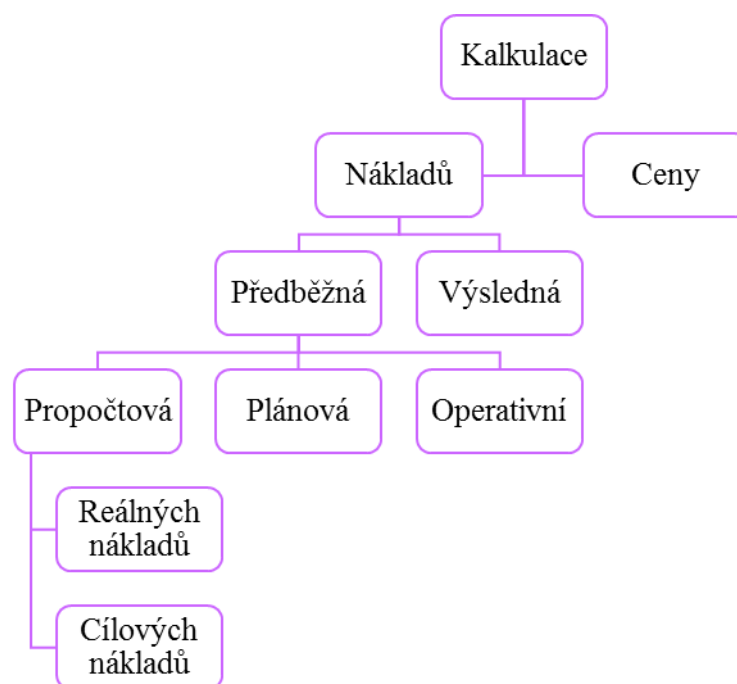 Kalkulace
Nákladů
Ceny
Předběžná
Výsledná
Propočtová
Plánová
Operativní
Reálných
nákladů
Cílových
nákladů